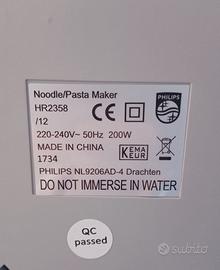 Noodle/Pasta Maker
HR2358
/12
PHILIPS
220-240V~ 50Hz 200W
MADE IN CHINA
1734
KEMA
KEUR
PHILIPS NL9206AD-4 Drachten
DO NOT IMMERSE IN WATER
QC
passed
subito